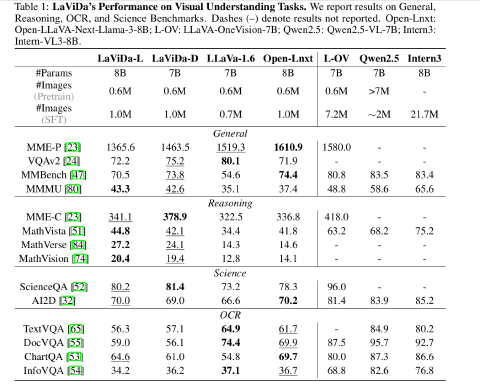 Table 1: LaViDa's Performance on Visual Understanding Tasks. We report results on General,
Reasoning, OCR, and Science Benchmarks. Dashes (–) denote results not reported. Open-Lnxt:
Open-LLaVA-Next-Llama-3-8B; L-OV: LLaVA-OneVision-7B; Qwen2.5: Qwen2.5-VL-7B; Intern3:
Intern-VL3-8B.
LaViDa-L LaViDa-D LLaVa-1.6 Open-Lnxt L-OV Qwen2.5 Intern3
#Params 8B 7B 7B 8B 7B 7B 8B
#Images
(Pretrain) 0.6M 0.6M 0.6M 0.6M 0.6M >7M -
#Images
(SFT) 1.0M 1.0M 0.7M 1.0M 7.2M ~2M 21.7M
General
MME-P [23] 1365.6 1463.5 1519.3 1610.9 1580.0 - -
VQAv2 [24] 72.2 75.2 80.1 71.9 - - -
MMBench [47] 70.5 73.8 54.6 74.4 80.8 83.5 83.4
MMMU [80] 43.3 42.6 35.1 37.4 48.8 58.6 65.6
Reasoning
MME-C [23] 341.1 378.9 322.5 336.8 418.0 - -
MathVista [51] 44.8 42.1 34.4 41.8 63.2 68.2 75.2
MathVerse [84] 27.2 24.1 14.3 14.6 - - -
MathVision [74] 20.4 19.4 12.8 14.1 - - -
Science
ScienceQA [52] 80.2 81.4 73.2 78.3 96.0 - -
AI2D [32] 70.0 69.0 66.6 70.2 81.4 83.9 85.2
OCR
TextVQA [65] 56.3 57.1 64.9 61.7 - 84.9 80.2
DocVQA [55] 59.0 56.1 74.4 69.9 87.5 95.7 92.7
ChartQA [53] 64.6 61.0 54.8 69.7 80.0 87.3 86.6
InfoVQA [54] 34.2 36.2 37.1 36.7 68.8 82.6 76.8